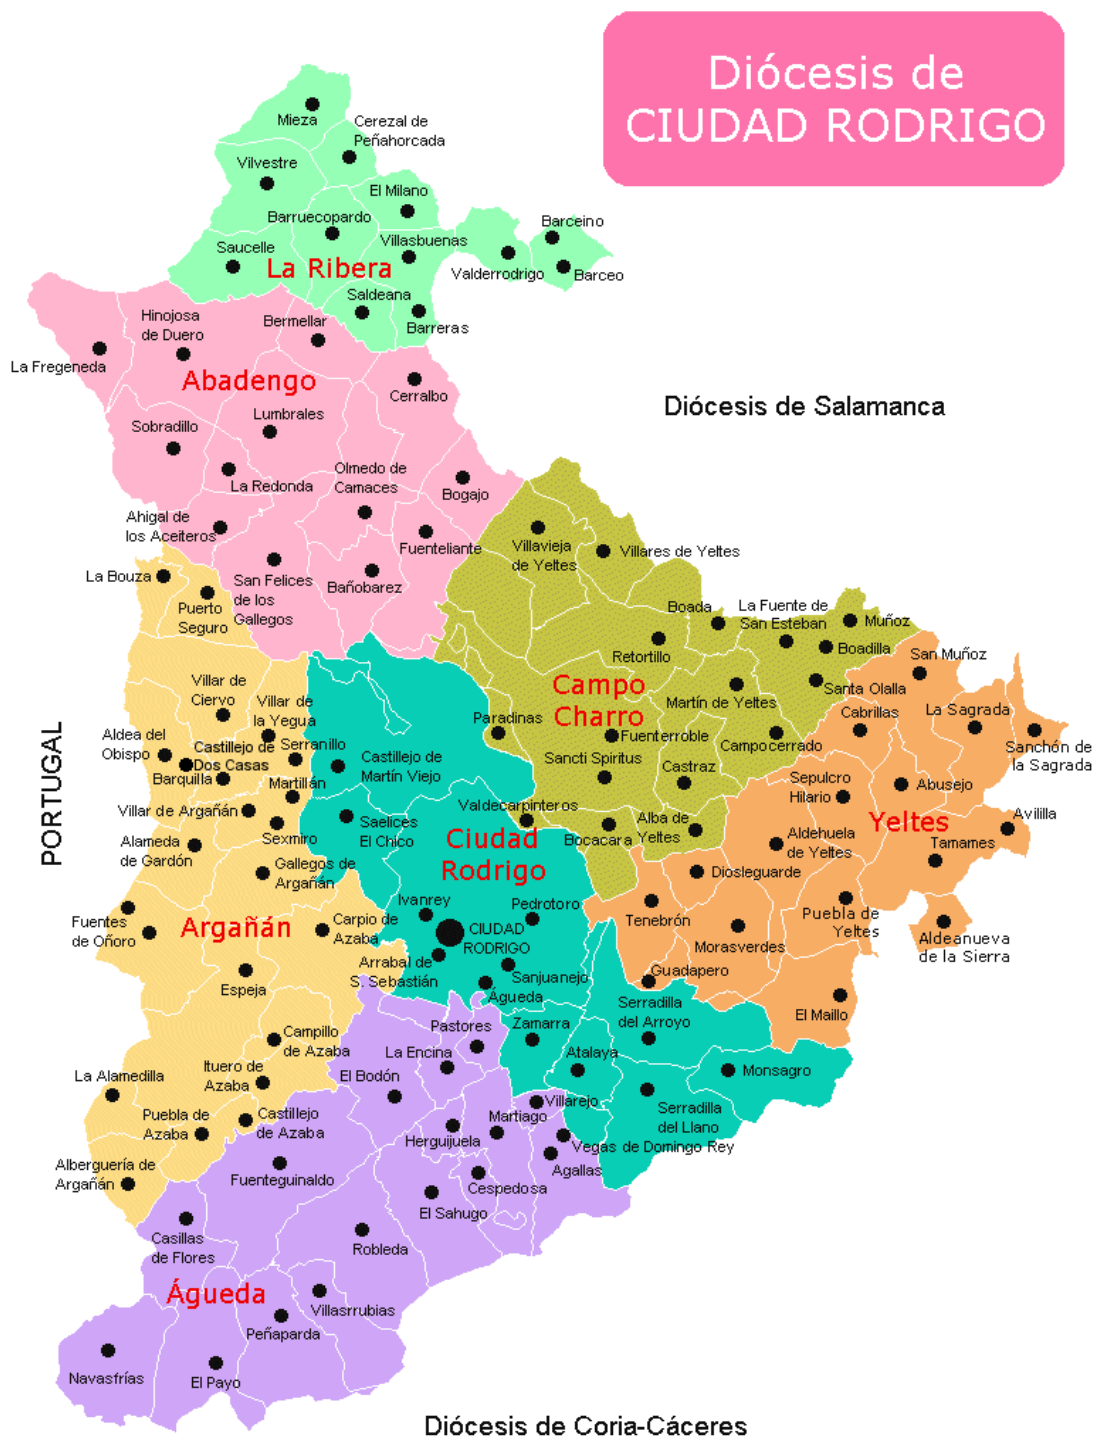 Diócesis de
CIUDAD RODRIGO
Mieza
Cerezal de
Peñahorcada
Vilvestre
El Milano
Barruecopardo
Barceino
Saucelle
Villasbuenas
La Ribera
Valderrodrigo
Barceo
Saldeana
Barreras
Hinojosa
de Duero
Bermellar
La Fregeneda
Abadengo
Cerralbo
Diócesis de Salamanca
Lumbrales
Sobradillo
La Redonda
Olmedo de
Camaces
Bogajo
Ahigal de
los Aceiteros
Fuenteliante
Villavieja
de Yeltes
Villares de Yeltes
La Bouza
San Felices
de los
Gallegos
Bañobarez
Puerto
Seguro
Boada
La Fuente de
San Esteban
Muñoz
Boadilla
Retortillo
San Muñoz
Villar de
Ciervo
Campo
Charro
Martín de Yeltes
Santa Olalla
Villar de
la Yegua
Paradinas
Cabrillas
La Sagrada
Aldea del
Obispo
Castillejo de
Dos Casas
Serranillo
Fuenterroble
Campocerrado
Sanchón de
la Sagrada
PORTUGAL
Barquilla
Castillejo de
Martín Viejo
Sancti Spiritus
Castraz
Sepulcro
Hilario
Abusejo
Martillán
Villar de Argañán
Valdecarpinteros
Yeltes
Avililla
Sexmiro
Saelices
El Chico
Ciudad
Rodrigo
Bocacara
Alba de
Yeltes
Aldehuela
de Yeltes
Tamames
Alameda
de Gardón
Gallegos de
Argañán
Diosleguarde
Ivanrey
Pedrotoro
Tenebrón
Puebla de
Yeltes
Fuentes
de Oñoro
Argañán
Carpio de
Azaba
CIUDAD
RODRIGO
Morasverdes
Aldeanueva
de la Sierra
Arrabal de
S. Sebastián
Sanjuanejo
Guadapero
Espeja
Águeda
Serradilla
del Arroyo
El Maillo
Pastores
Zamarra
Campillo
de Azaba
La Encina
Atalaya
Monsagro
La Alamedilla
Ituero de
Azaba
El Bodón
Serradilla
del Llano
Puebla de
Azaba
Castillejo
de Azaba
Herguijuela
Martiago
Villarejo
Vegas de Domingo Rey
Alberguería de
Argañán
Fuenteguinaldo
Cespedosa
Agallas
El Sahugo
Casillas
de Flores
Robleda
Águeda
Villasrrubias
Peñaparda
Navasfrías
El Payo
Diócesis de Coria-Cáceres